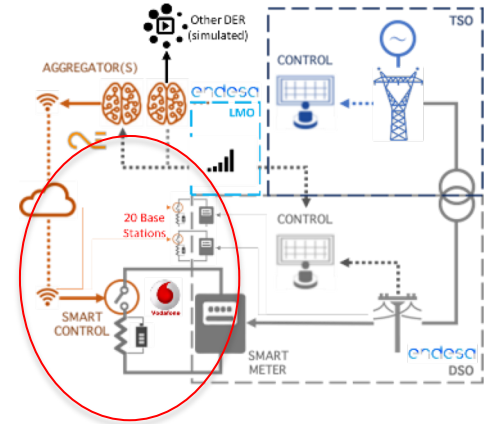 Other DER
(simulated)
TSO
AGGREGATOR(S)
endesa
CONTROL
LMO
20 Base
Stations
CONTROL
SMART
CONTROL
vodafone
SMART
METER
endesa
DSO